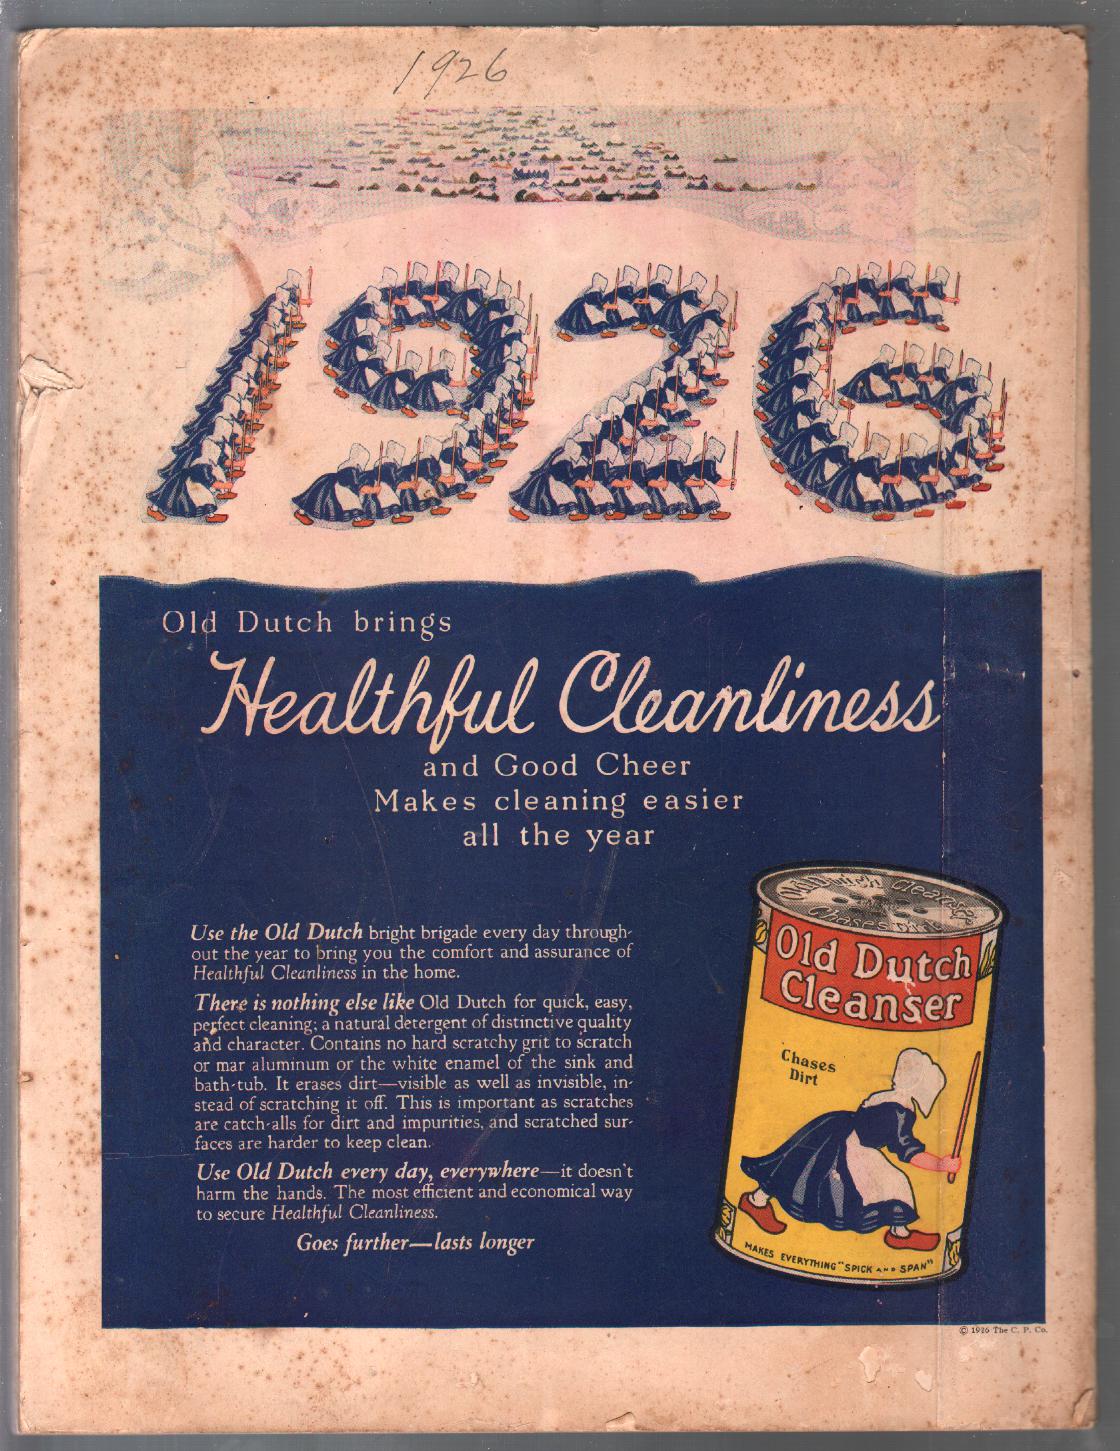 1926
1926
Old Dutch brings
Healthful Cleanliness
and Good Cheer
Makes cleaning easier
all the year
Use the Old Dutch bright brigade every day through-
out the year to bring you the comfort and assurance of
Healthful Cleanliness in the home.
There is nothing else like Old Dutch for quick, easy,
perfect cleaning; a natural detergent of distinctive quality
and character. Contains no hard scratchy grit to scratch
or mar aluminum or the white enamel of the sink and
bath-tub. It erases dirt—visible as well as invisible, in-
stead of scratching it off. This is important as scratches
are catch-alls for dirt and impurities, and scratched sur-
faces are harder to keep clean.
Use Old Dutch every day, everywhere—it doesn't
harm the hands. The most efficient and economical way
to secure Healthful Cleanliness.
Goes further—lasts longer
Old Dutch Cleanser
Chases Dirt
Old Dutch
Cleanser
Chases
Dirt
MAKES EVERYTHING "SPICK AND SPAN"
© 1926 The C. P. Co.